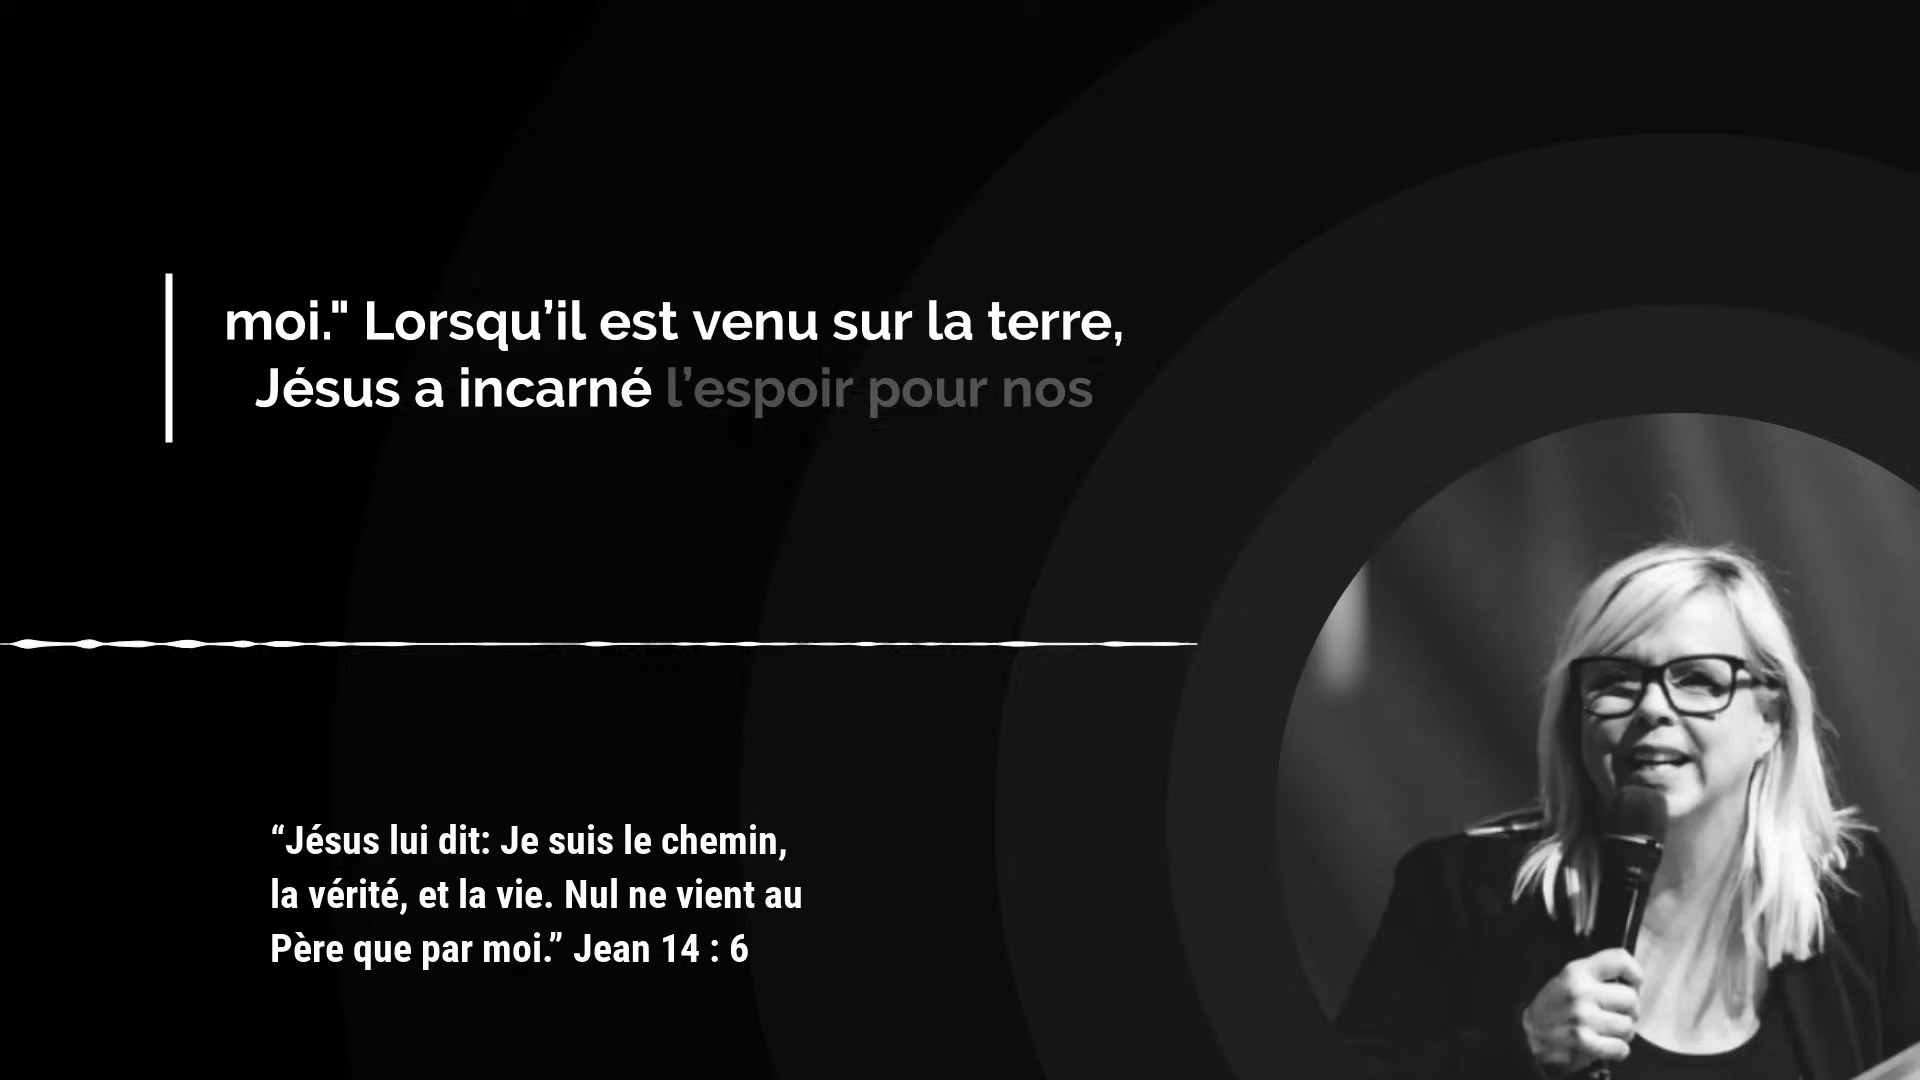 moi." Lorsqu’il est venu sur la terre,
Jésus a incarné l’espoir pour nos
“Jésus lui dit: Je suis le chemin,
la vérité, et la vie. Nul ne vient au
Père que par moi.” Jean 14 : 6